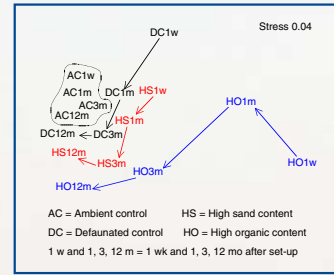 DC1w
Stress 0.04
AC1w
AC1m
DC1m
HS1w
AC3m
HO1m
AC12m
HS1m
DC12m
DC3m
HS12m
HS3m
HO3m
HO1w
HO12m
AC = Ambient control HS = High sand content
DC = Defaunated control HO = High organic content
1 w and 1, 3, 12 m = 1 wk and 1, 3, 12 mo after set-up